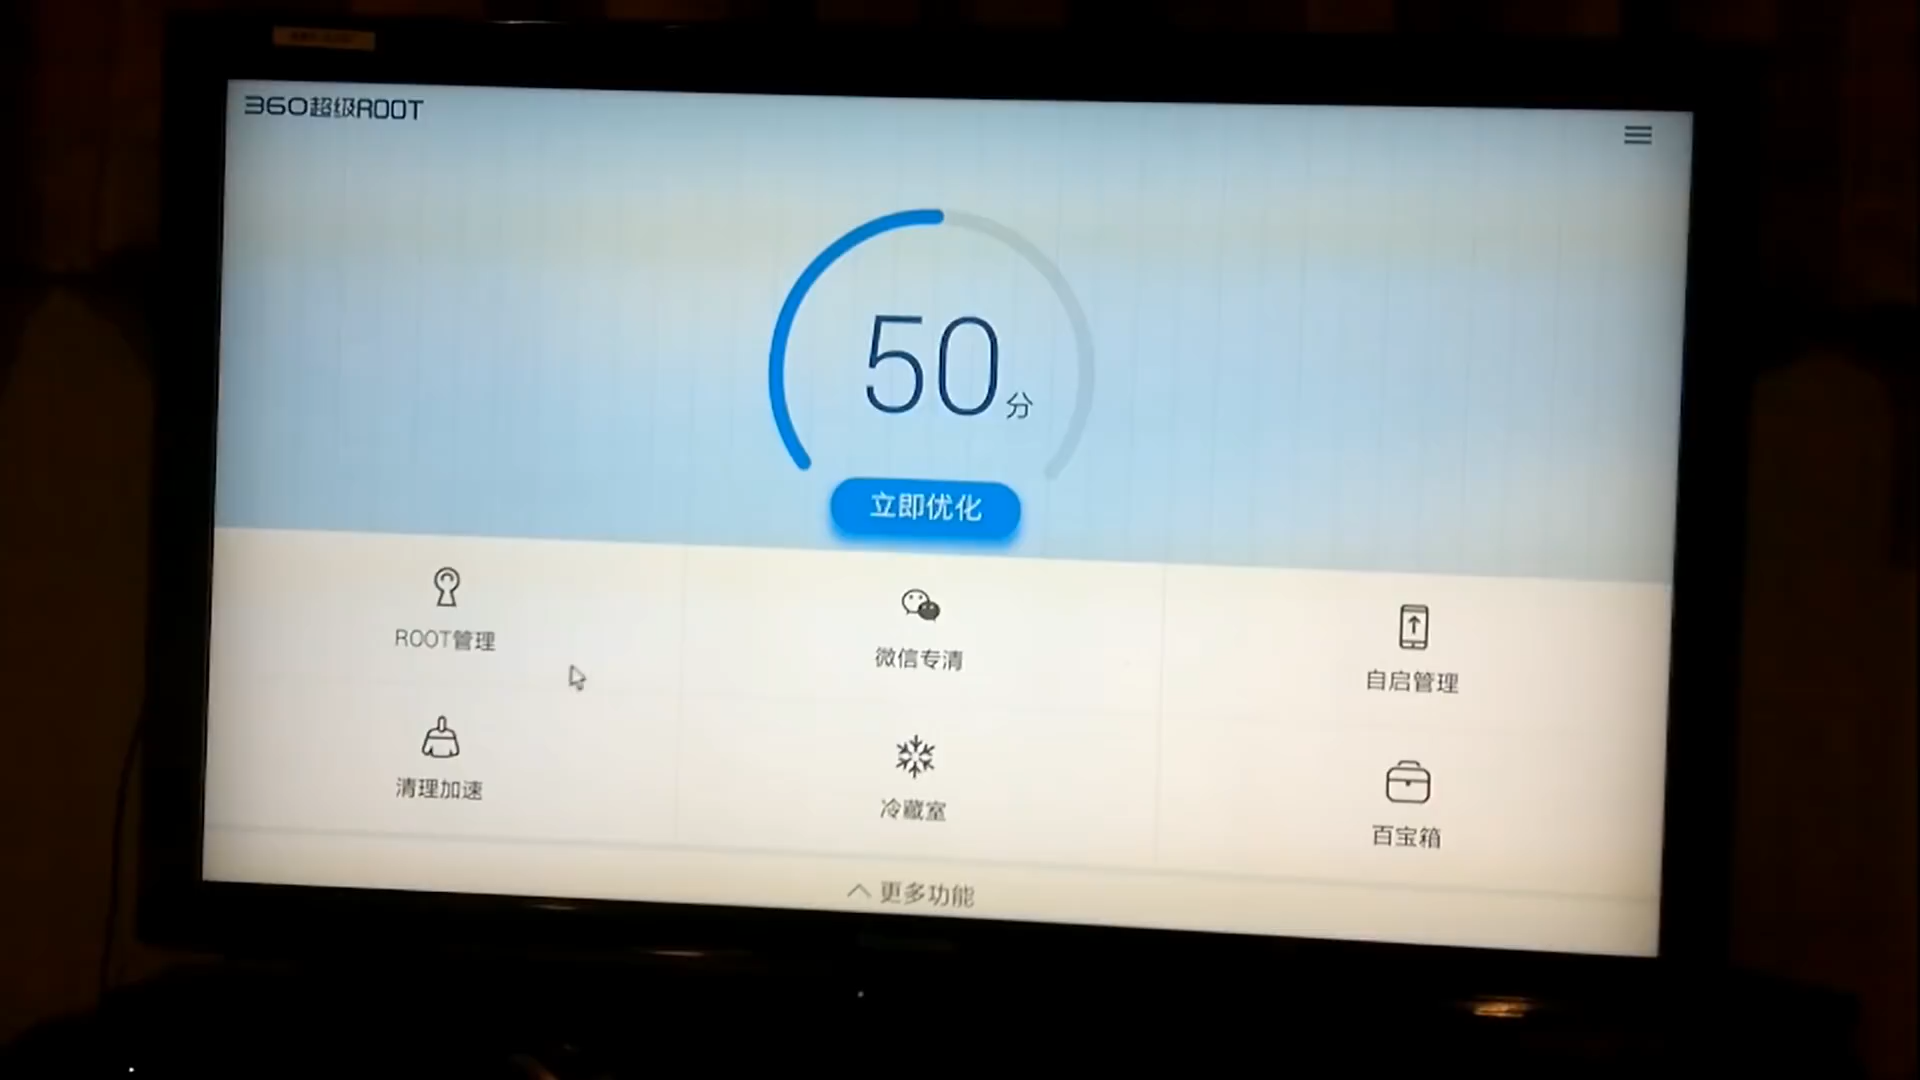 360超级ROOT
50分
立即优化
ROOT管理
微信专清
自启管理
清理加速
冷藏室
百宝箱
更多功能